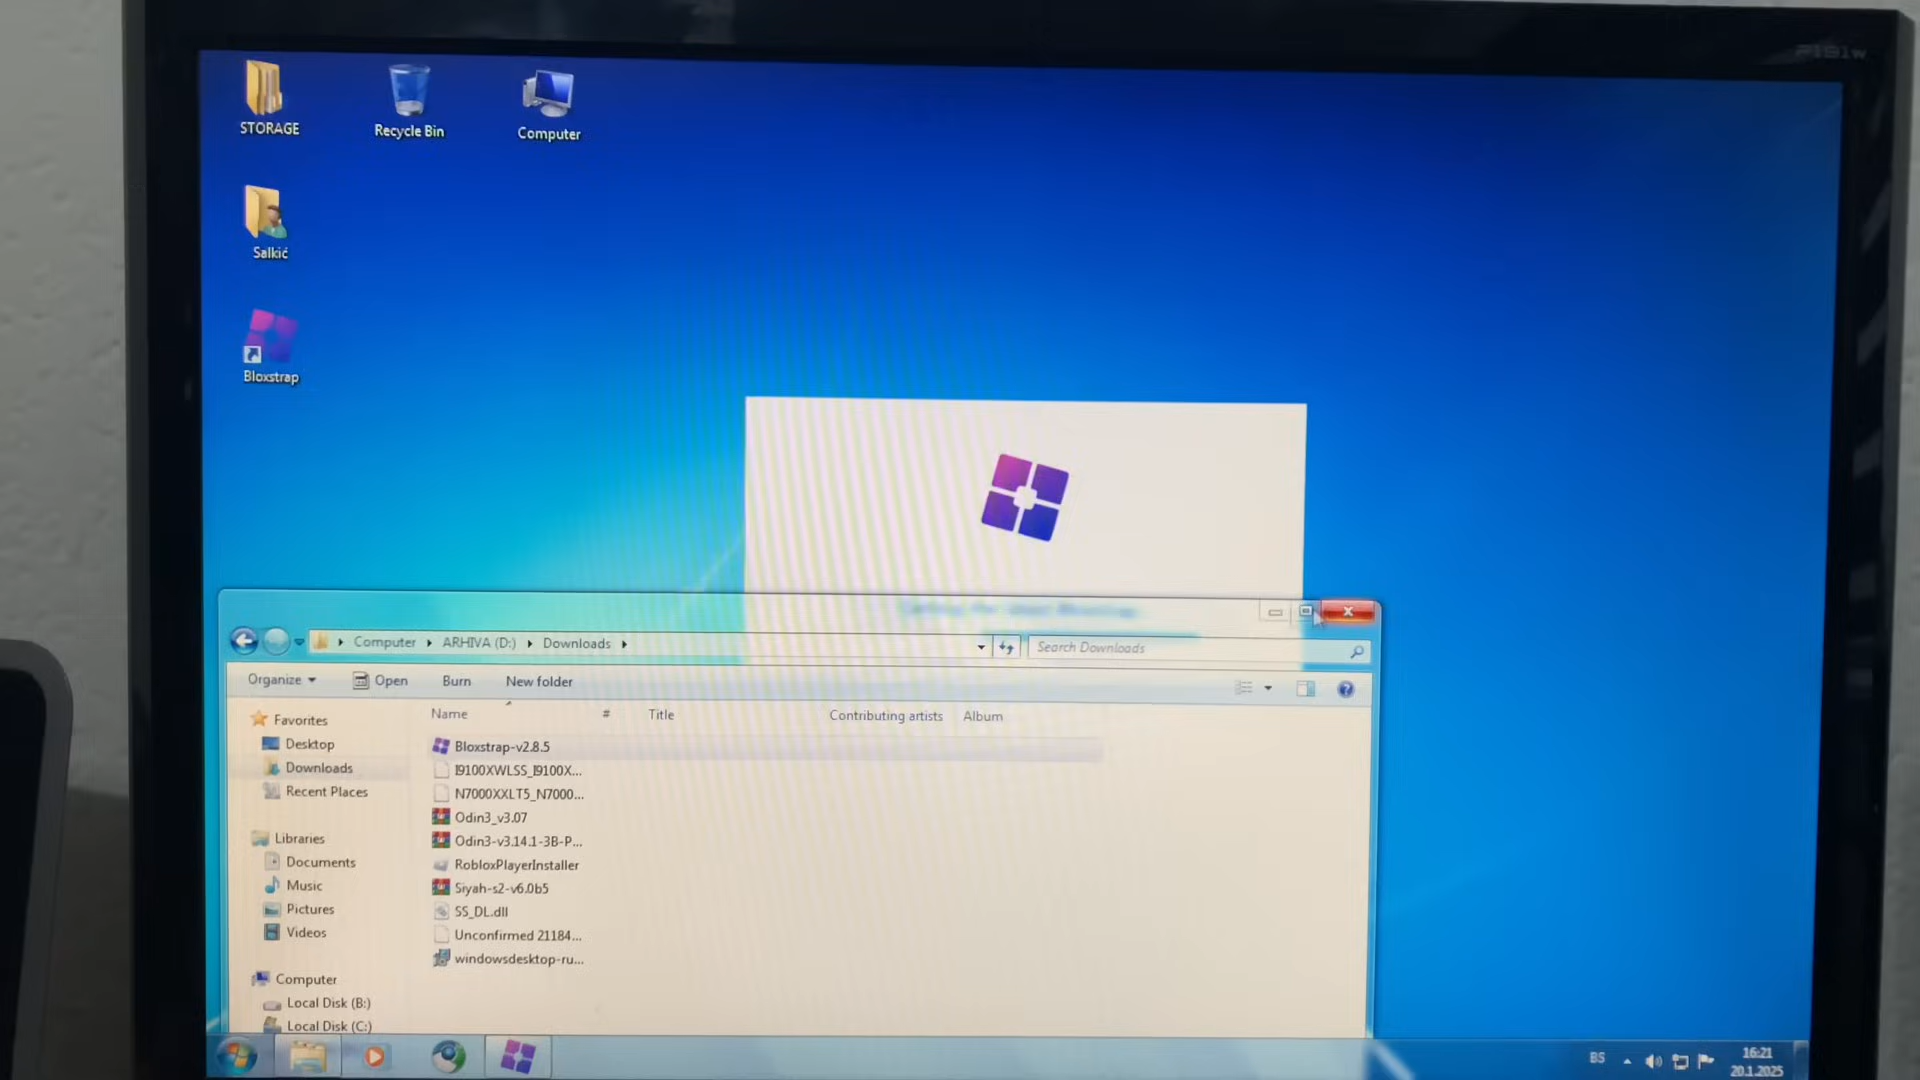 P191w
STORAGE
Recycle Bin
Computer
Salkić
Bloxstrap
Computer
ARHIVA (D:)
Downloads
Search Downloads
Organize
Open
Burn
New folder
Name
#
Title
Contributing artists
Album
Favorites
Desktop
Downloads
Recent Places
Libraries
Documents
Music
Pictures
Videos
Computer
Local Disk (B:)
Local Disk (C:)
Bloxstrap-v2.8.5
I9100XWLSS_I9100X...
N7000XXLT5_N7000...
Odin3_v3.07
Odin3-v3.14.1-3B-P...
RobloxPlayerInstaller
Siyah-s2-v6.0b5
SS_DL.dll
Unconfirmed 21184...
windowsdesktop-ru...
BS
16:21
20.1.2025